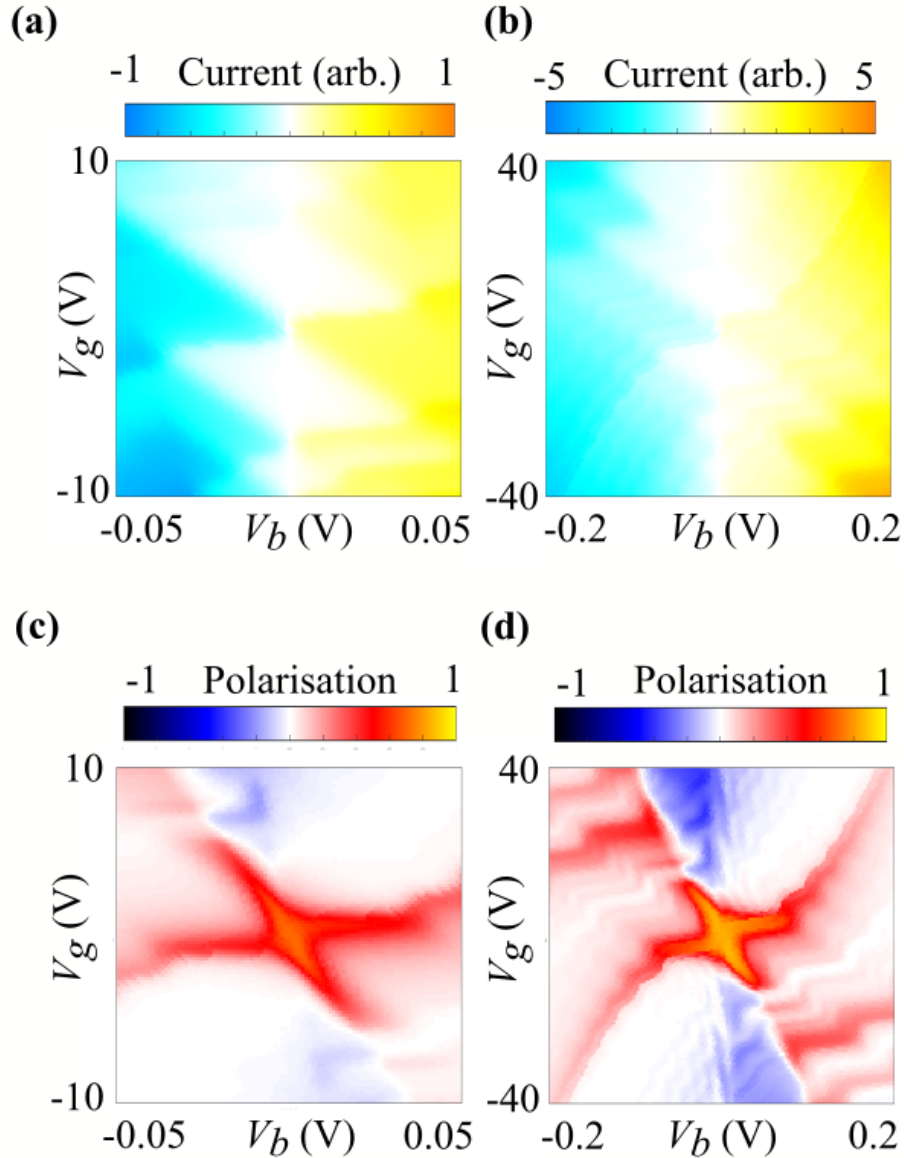 (a) (b)
-1 Current (arb.) 1 -5 Current (arb.) 5
10 40
Vg (V) Vg (V)
-10 -40
-0.05 Vb (V) 0.05 -0.2 Vb (V) 0.2
(c) (d)
-1 Polarisation 1 -1 Polarisation 1
10 40
Vg (V) Vg (V)
-10 -40
-0.05 Vb (V) 0.05 -0.2 Vb (V) 0.2